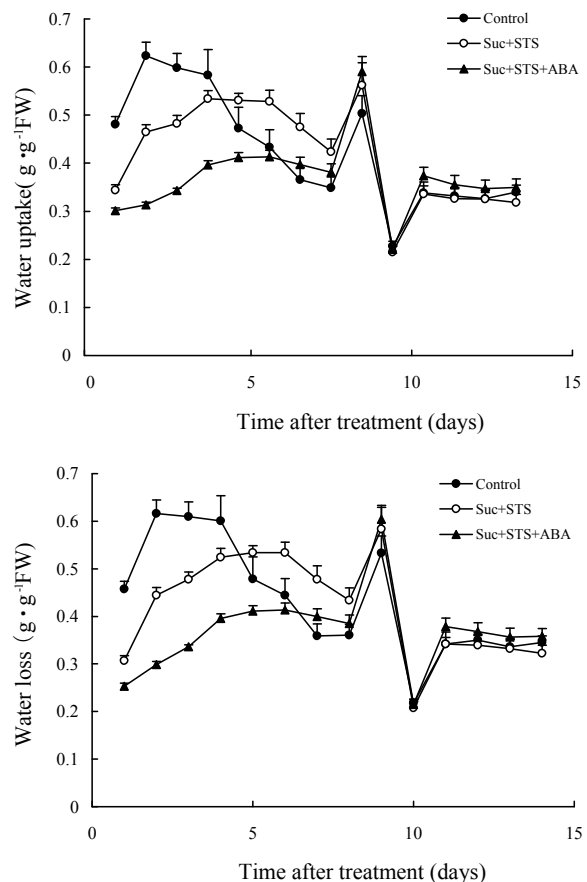 0.7
Control
Suc+STS
Suc+STS+ABA
0.6
0.5
0.4
0.3
0.2
0.1
0
Water uptake( g •g⁻¹FW)
0 5 10 15
Time after treatment (days)
0.7
Control
Suc+STS
Suc+STS+ABA
0.6
0.5
0.4
0.3
0.2
0.1
0
Water loss ( g• g⁻¹FW)
0 5 10 15
Time after treatment (days)